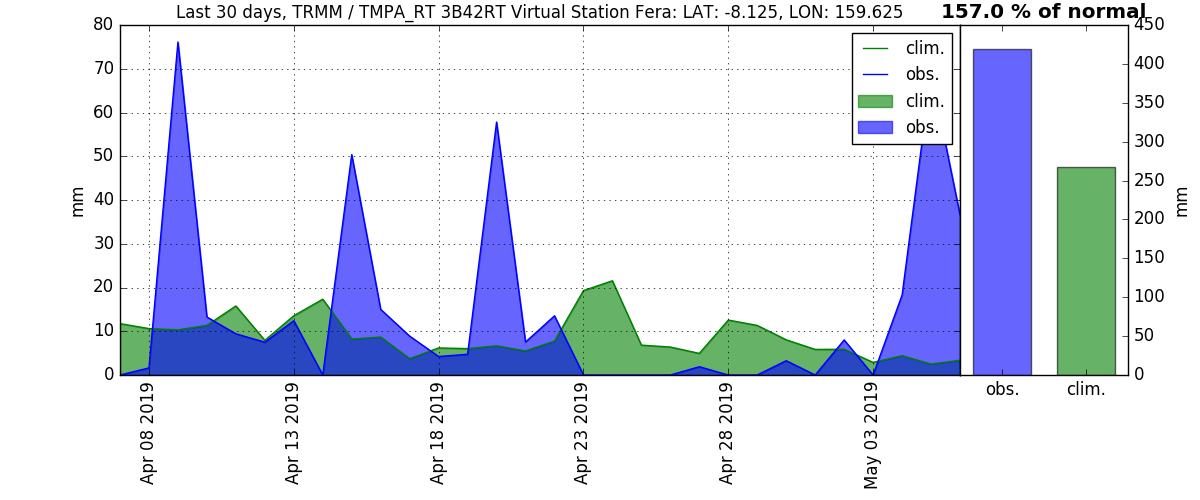 Last 30 days, TRMM / TMPA_RT 3B42RT Virtual Station Fera: LAT: -8.125, LON: 159.625
157.0 % of normal
80
70
60
50
40
30
20
10
0
mm
clim.
obs.
clim.
obs.
Apr 08 2019
Apr 13 2019
Apr 18 2019
Apr 23 2019
Apr 28 2019
May 03 2019
450
400
350
300
250
200
150
100
50
0
mm
obs.
clim.